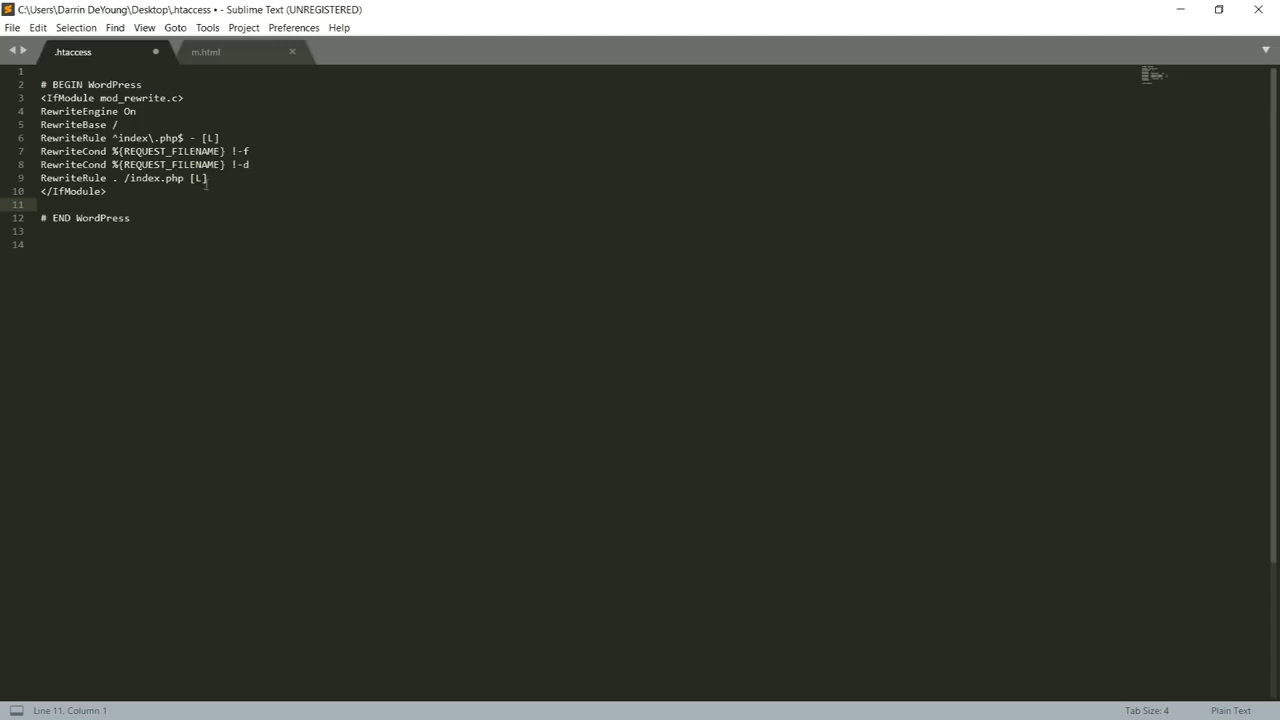 C:\Users\Darrin DeYoung\Desktop\.htaccess • - Sublime Text (UNREGISTERED)
File Edit Selection Find View Goto Tools Project Preferences Help
.htaccess m.html
1
2 # BEGIN WordPress
3 <IfModule mod_rewrite.c>
4 RewriteEngine On
5 RewriteBase /
6 RewriteRule ^index\.php$ - [L]
7 RewriteCond %{REQUEST_FILENAME} !-f
8 RewriteCond %{REQUEST_FILENAME} !-d
9 RewriteRule . /index.php [L]
10 </IfModule>
11
12 # END WordPress
13
14
Line 11, Column 1 Tab Size: 4 Plain Text